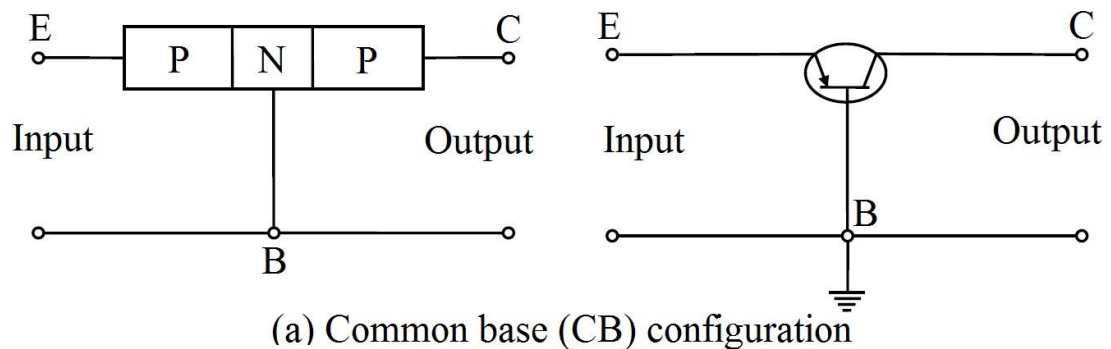 E
C
P N P
Input
Output
B
E
C
Input
Output
B
(a) Common base (CB) configuration